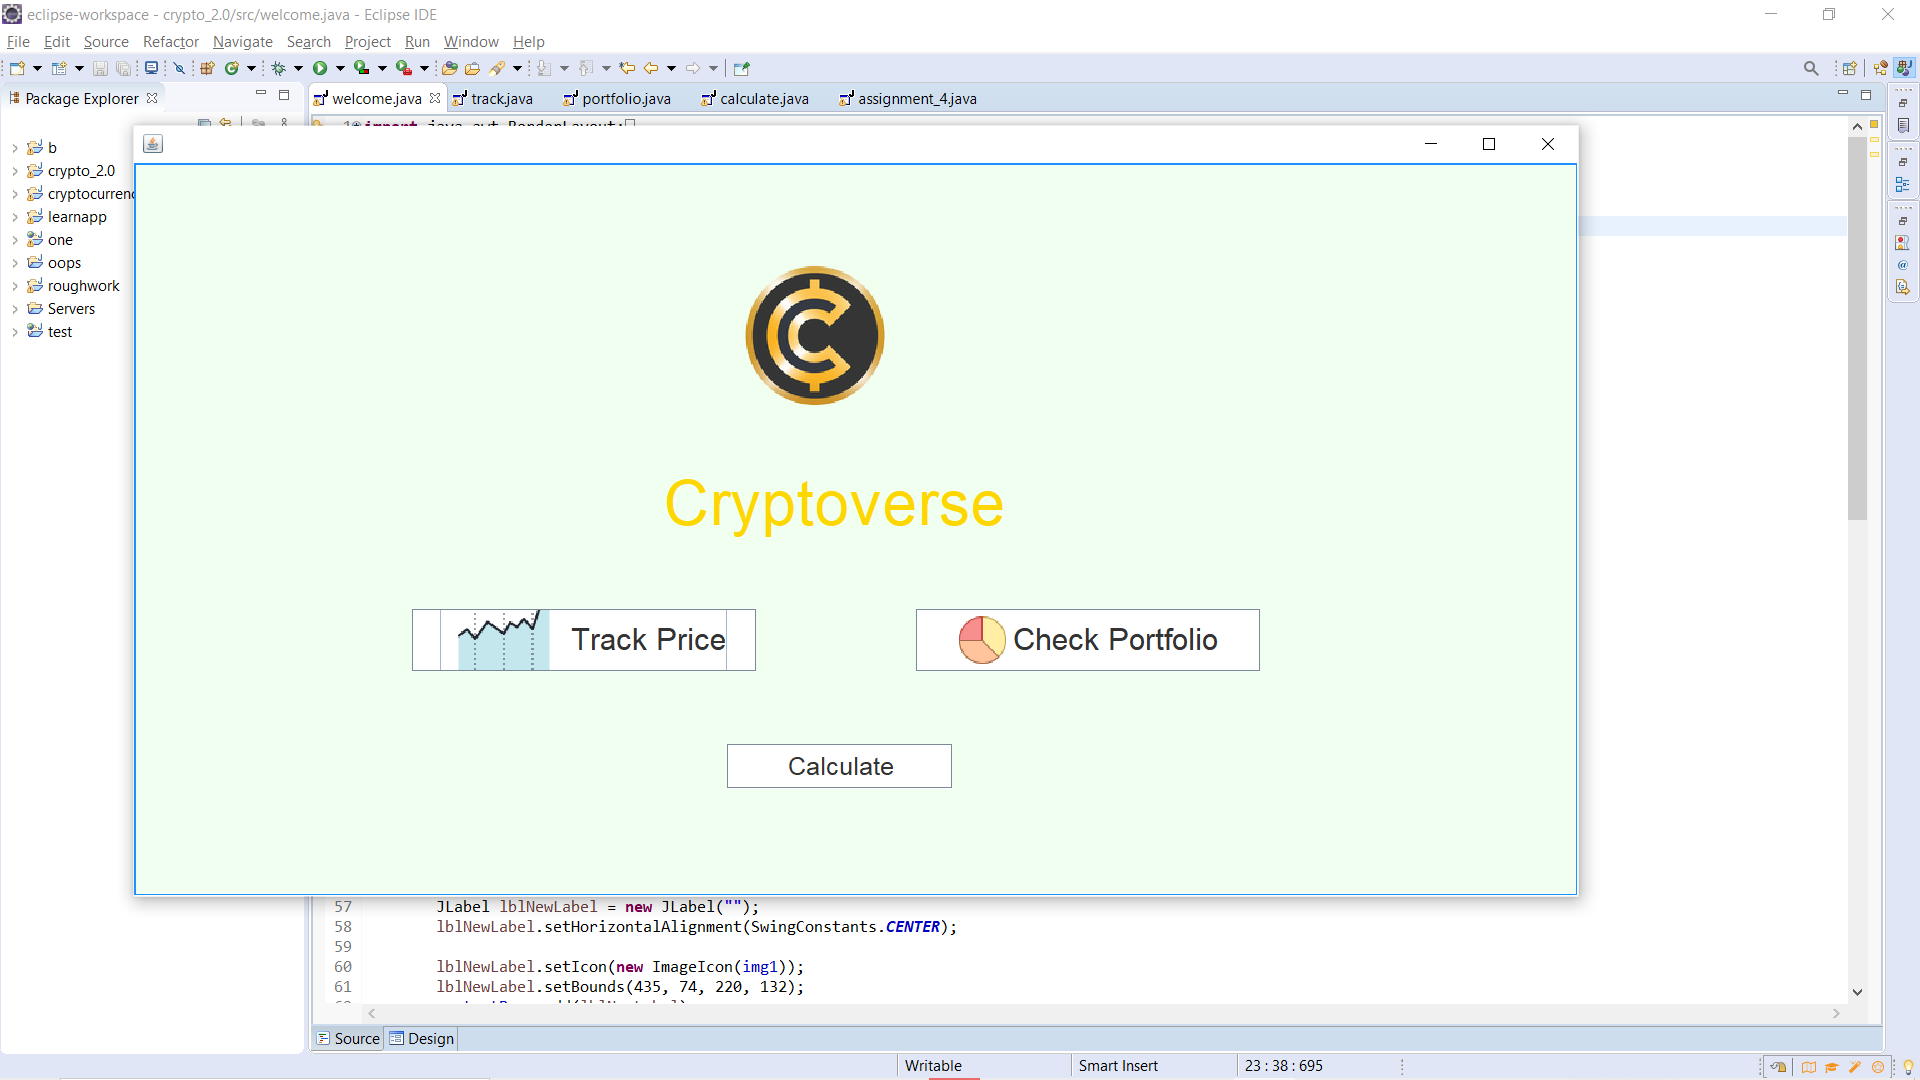 eclipse-workspace - crypto_2.0/src/welcome.java - Eclipse IDE
File Edit Source Refactor Navigate Search Project Run Window Help
Package Explorer
welcome.java track.java portfolio.java calculate.java assignment_4.java
b
crypto_2.0
cryptocurrenc
learnapp
one
oops
roughwork
Servers
test
Cryptoverse
Track Price
Check Portfolio
Calculate
57 JLabel lblNewLabel = new JLabel("");
58 lblNewLabel.setHorizontalAlignment(SwingConstants.CENTER);
59
60 lblNewLabel.setIcon(new ImageIcon(img1));
61 lblNewLabel.setBounds(435, 74, 220, 132);
Source Design
Writable Smart Insert 23 : 38 : 695